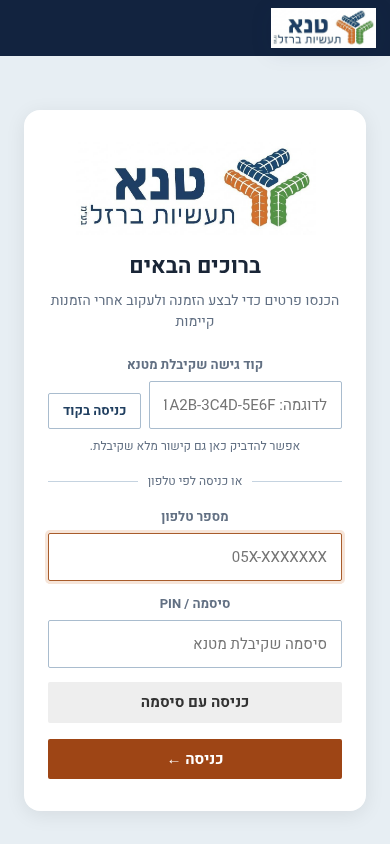 טנא
תעשיות ברזל
טנא
תעשיות ברזל בע"מ
ברוכים הבאים
הכנסו פרטים כדי לבצע הזמנה ולעקוב אחרי הזמנות
קיימות
קוד גישה שקיבלת מטנא
לדוגמה: 1A2B-3C4D-5E6F
כניסה בקוד
אפשר להדביק כאן גם קישור מלא שקיבלת.
או כניסה לפי טלפון
מספר טלפון
05X-XXXXXXX
סיסמה / PIN
סיסמה שקיבלת מטנא
כניסה עם סיסמה
כניסה ←